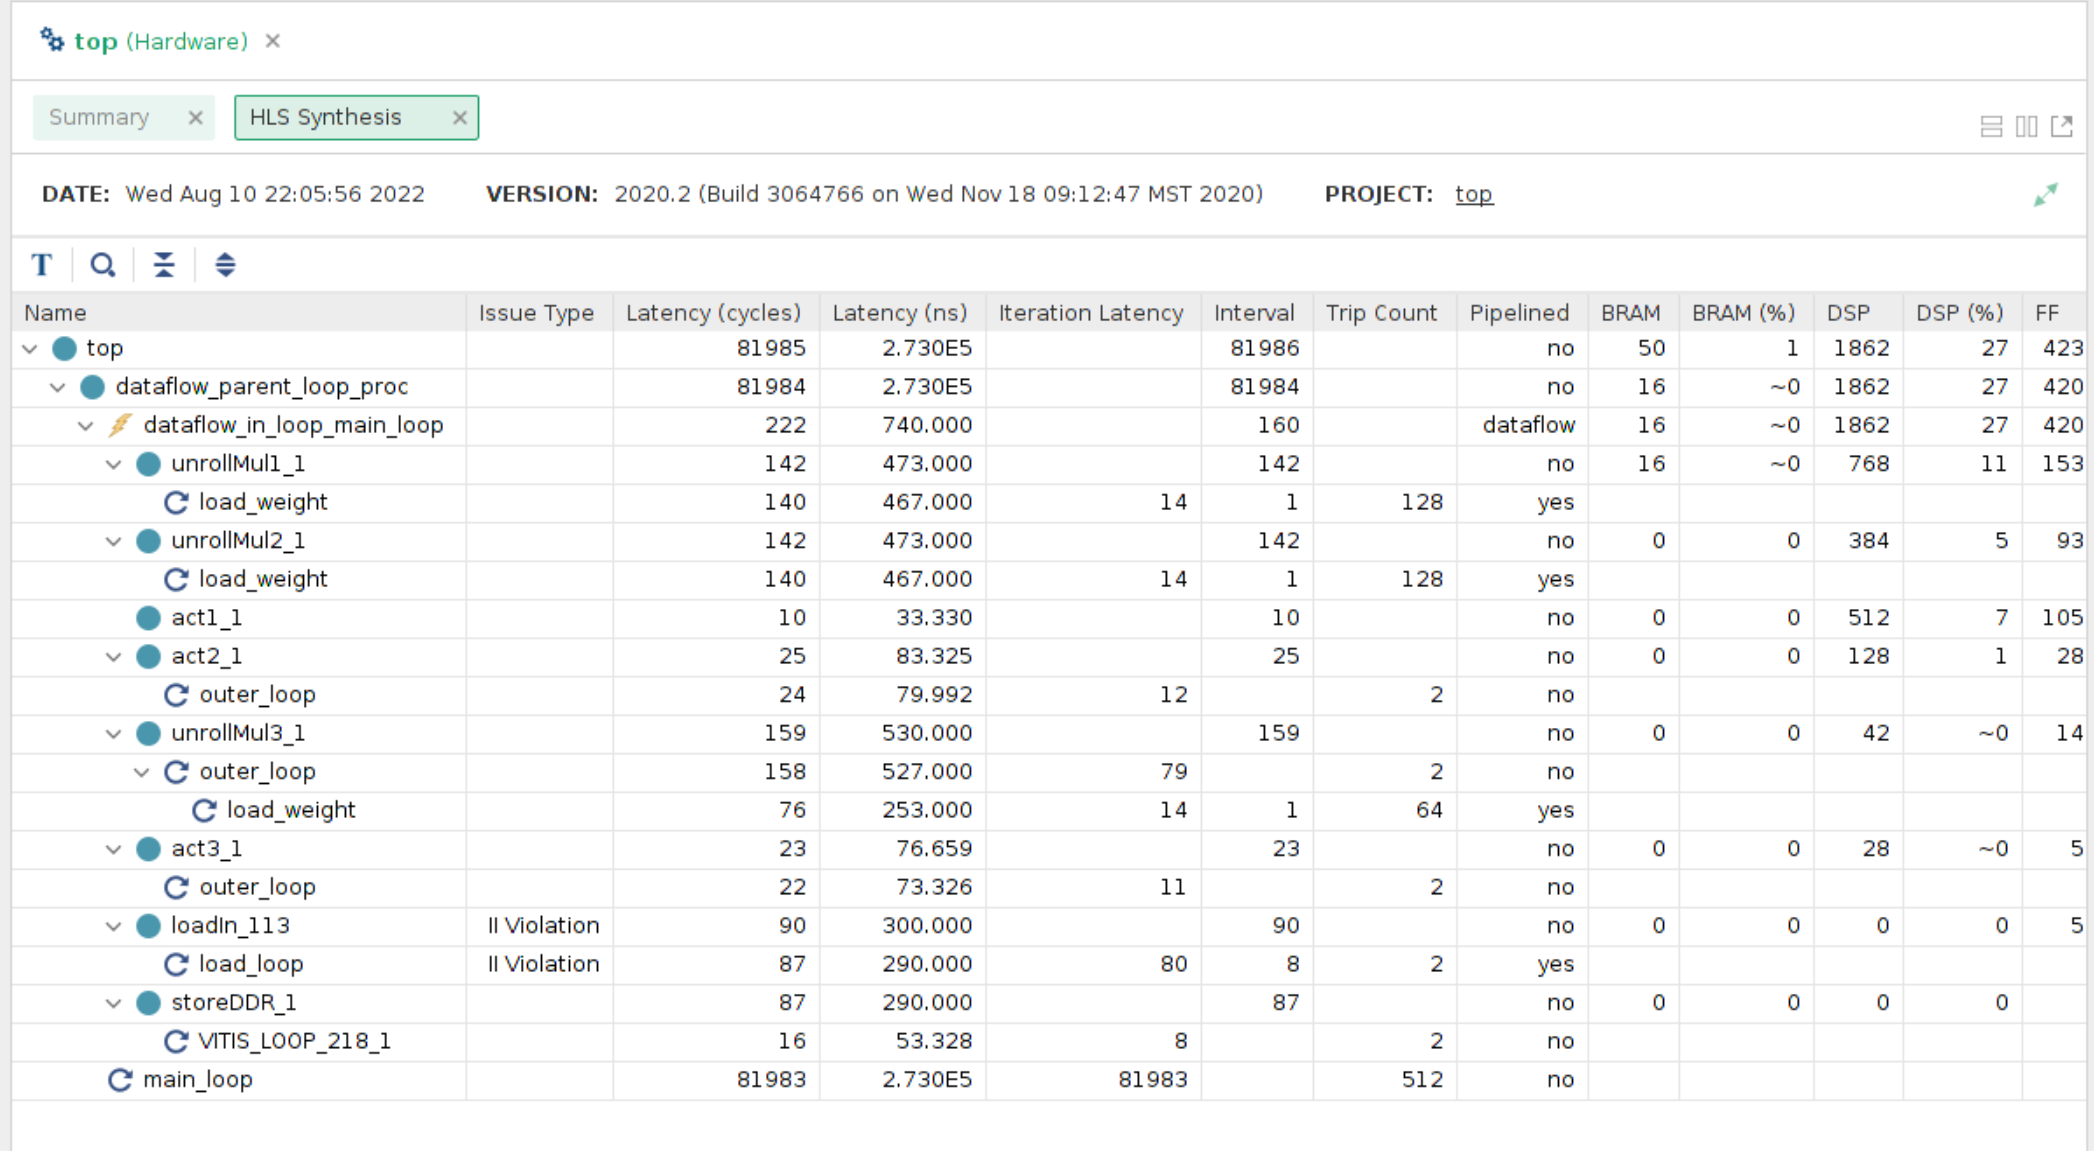 top (Hardware)
Summary HLS Synthesis
DATE: Wed Aug 10 22:05:56 2022 VERSION: 2020.2 (Build 3064766 on Wed Nov 18 09:12:47 MST 2020) PROJECT: top
T
Name Issue Type Latency (cycles) Latency (ns) Iteration Latency Interval Trip Count Pipelined BRAM BRAM (%) DSP DSP (%) FF
top 81985 2.730E5 81986 no 50 1 1862 27 423
dataflow_parent_loop_proc 81984 2.730E5 81984 no 16 ~0 1862 27 420
dataflow_in_loop_main_loop 222 740.000 160 dataflow 16 ~0 1862 27 420
unrollMul1_1 142 473.000 142 no 16 ~0 768 11 153
load_weight 140 467.000 14 1 128 yes
unrollMul2_1 142 473.000 142 no 0 0 384 5 93
load_weight 140 467.000 14 1 128 yes
act1_1 10 33.330 10 no 0 0 512 7 105
act2_1 25 83.325 25 no 0 0 128 1 28
outer_loop 24 79.992 12 2 no
unrollMul3_1 159 530.000 159 no 0 0 42 ~0 14
outer_loop 158 527.000 79 2 no
load_weight 76 253.000 14 1 64 yes
act3_1 23 76.659 23 no 0 0 28 ~0 5
outer_loop 22 73.326 11 2 no
loadIn_113 II Violation 90 300.000 90 no 0 0 0 0 5
load_loop II Violation 87 290.000 80 8 2 yes
storeDDR_1 87 290.000 87 no 0 0 0 0
VITIS_LOOP_218_1 16 53.328 8 2 no
main_loop 81983 2.730E5 81983 512 no